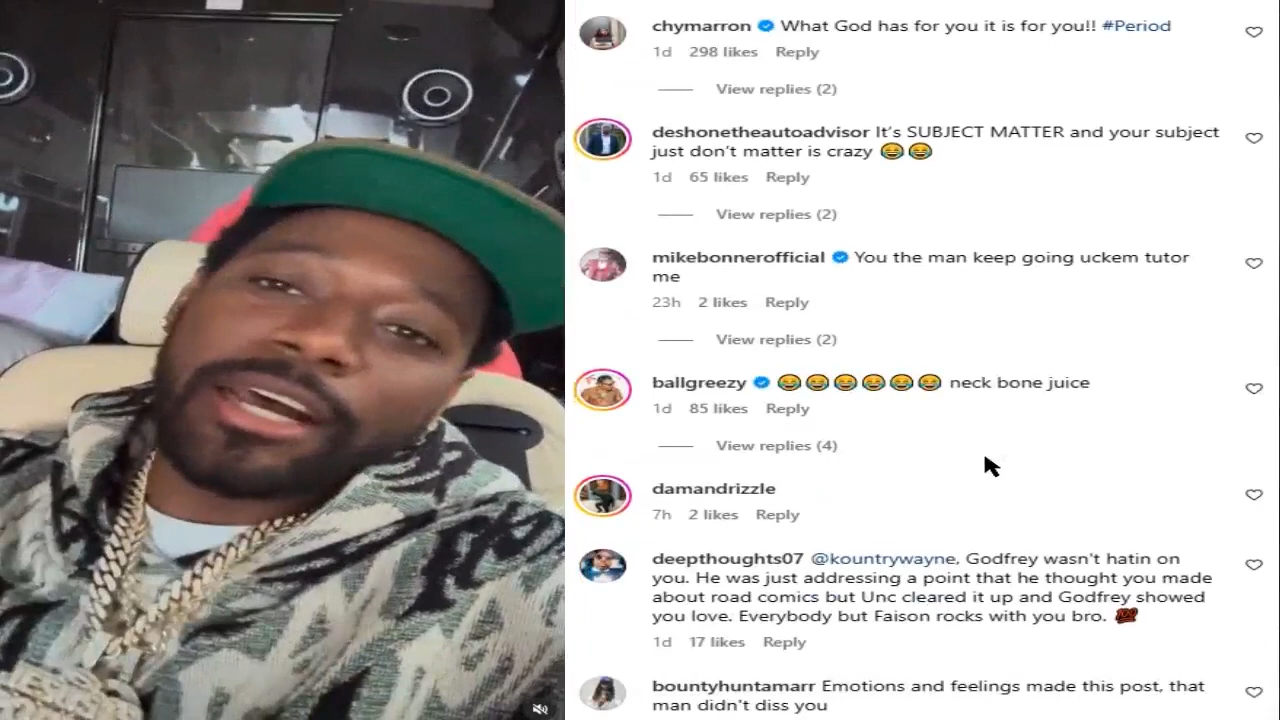 chymarron What God has for you it is for you!! #Period
1d 298 likes Reply
View replies (2)
deshonetheautoadvisor It's SUBJECT MATTER and your subject
just don't matter is crazy 😂😂
1d 65 likes Reply
View replies (2)
mikebonnerofficial You the man keep going uckem tutor
me
23h 2 likes Reply
View replies (2)
ballgreezy 😂😂😂😂😂😂 neck bone juice
1d 85 likes Reply
View replies (4)
damandrizzle
7h 2 likes Reply
deepthoughts07 @kountrywayne, Godfrey wasn't hatin on
you. He was just addressing a point that he thought you made
about road comics but Unc cleared it up and Godfrey showed
you love. Everybody but Faison rocks with you bro. 💯
1d 17 likes Reply
bountyhuntamarr Emotions and feelings made this post, that
man didn't diss you